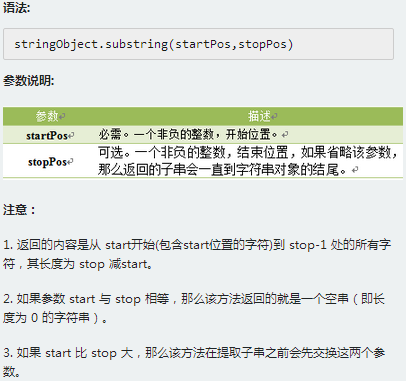 语法:
stringObject.substring(startPos,stopPos)
参数说明:
参数 描述
startPos 必需。一个非负的整数，开始位置。
stopPos 可选。一个非负的整数，结束位置，如果省略该参数，
那么返回的子串会一直到字符串对象的结尾。
注意：
1. 返回的内容是从 start开始(包含start位置的字符)到 stop-1 处的所有字
符，其长度为 stop 减start。
2. 如果参数 start 与 stop 相等，那么该方法返回的就是一个空串（即长
度为 0 的字符串）。
3. 如果 start 比 stop 大，那么该方法在提取子串之前会先交换这两个参
数。